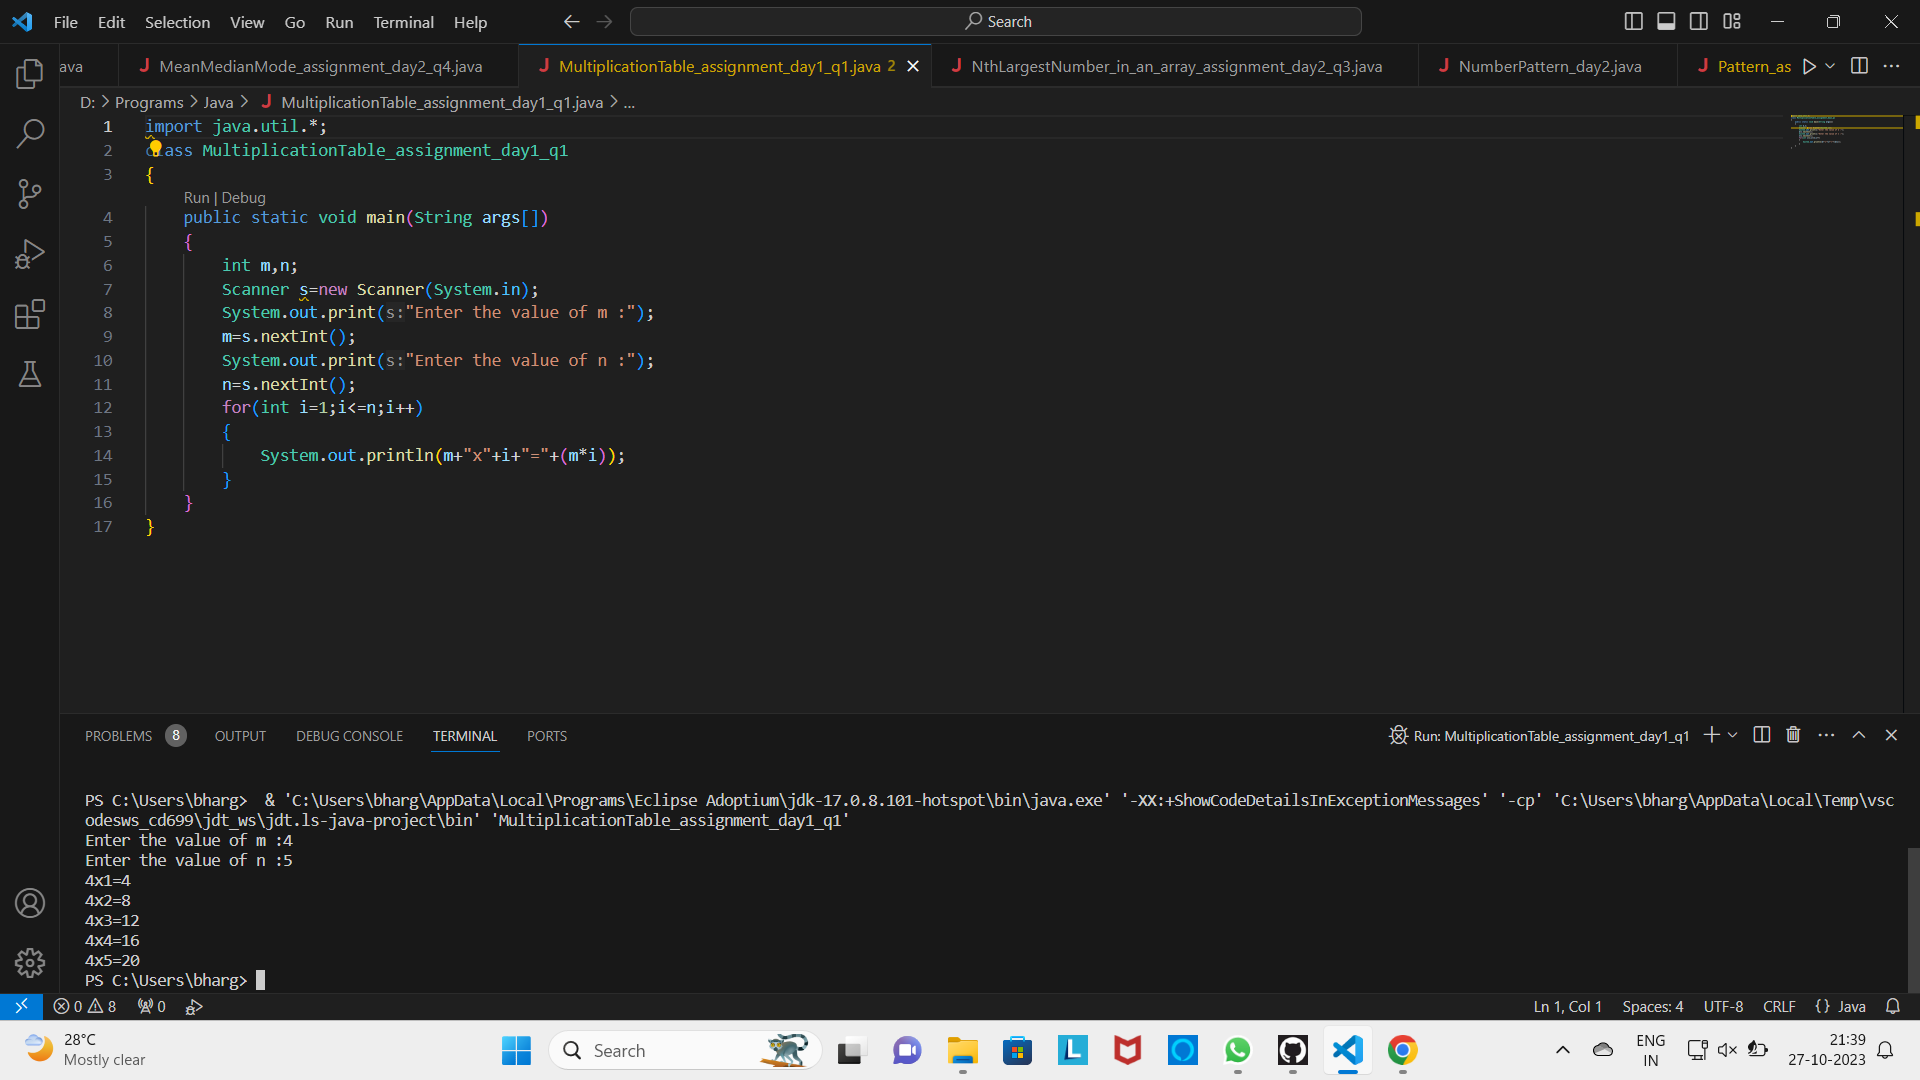 File Edit Selection View Go Run Terminal Help Search
ava MeanMedianMode_assignment_day2_q4.java MultiplicationTable_assignment_day1_q1.java 2 NthLargestNumber_in_an_array_assignment_day2_q3.java NumberPattern_day2.java Pattern_as
D: > Programs > Java > MultiplicationTable_assignment_day1_q1.java > ...
1 import java.util.*;
2 class MultiplicationTable_assignment_day1_q1
3 {
Run | Debug
4 public static void main(String args[])
5 {
6 int m,n;
7 Scanner s=new Scanner(System.in);
8 System.out.print(s:"Enter the value of m :");
9 m=s.nextInt();
10 System.out.print(s:"Enter the value of n :");
11 n=s.nextInt();
12 for(int i=1;i<=n;i++)
13 {
14 System.out.println(m+"x"+i+"="+(m*i));
15 }
16 }
17 }
PROBLEMS 8 OUTPUT DEBUG CONSOLE TERMINAL PORTS Run: MultiplicationTable_assignment_day1_q1
PS C:\Users\bharg>  & 'C:\Users\bharg\AppData\Local\Programs\Eclipse Adoptium\jdk-17.0.8.101-hotspot\bin\java.exe' '-XX:+ShowCodeDetailsInExceptionMessages' '-cp' 'C:\Users\bharg\AppData\Local\Temp\vsc
odesws_cd699\jdt_ws\jdt.ls-java-project\bin' 'MultiplicationTable_assignment_day1_q1'
Enter the value of m :4
Enter the value of n :5
4x1=4
4x2=8
4x3=12
4x4=16
4x5=20
PS C:\Users\bharg>
0 8 0 Ln 1, Col 1 Spaces: 4 UTF-8 CRLF {} Java
28°C
Mostly clear
Search
ENG
IN
21:39
27-10-2023